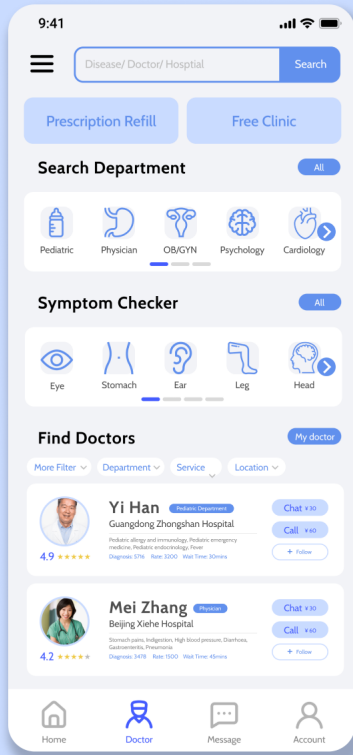 9:41
Disease/ Doctor/ Hosptial
Search
Prescription Refill
Free Clinic
Search Department
All
Pediatric
Physician
OB/GYN
Psychology
Cardiology
Symptom Checker
All
Eye
Stomach
Ear
Leg
Head
Find Doctors
My doctor
More Filter
Department
Service
Location
Yi Han
Pediatric Department
Guangdong Zhongshan Hospital
Pediatric allergy and immunology, Pediatric emergency
medicine, Pediatric endocrinology, Fever
Diagnosis: 5716 Rate: 3200 Wait Time: 30mins
4.9
Chat ¥30
Call ¥60
+ Follow
Mei Zhang
Physician
Beijing Xiehe Hospital
Stomach pains, Indigestion, High blood pressure, Diarrhoea,
Gastroenteritis, Pneumonia
Diagnosis: 3478 Rate: 1500 Wait Time: 45mins
4.2
Chat ¥30
Call ¥60
+ Follow
Home
Doctor
Message
Account